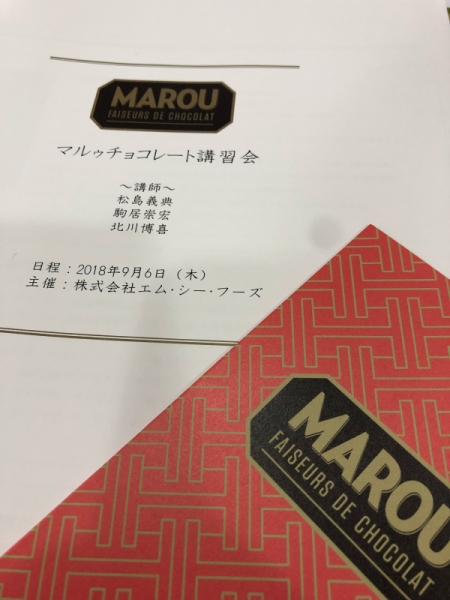 MAROU
FAISEURS DE CHOCOLAT
マルゥチョコレート講習会
～講師～
松島義典
駒居崇宏
北川博喜
日程：2018年9月6日（木）
主催：株式会社エム・シー・フーズ
MAROU
FAISEURS DE CHOCOLAT